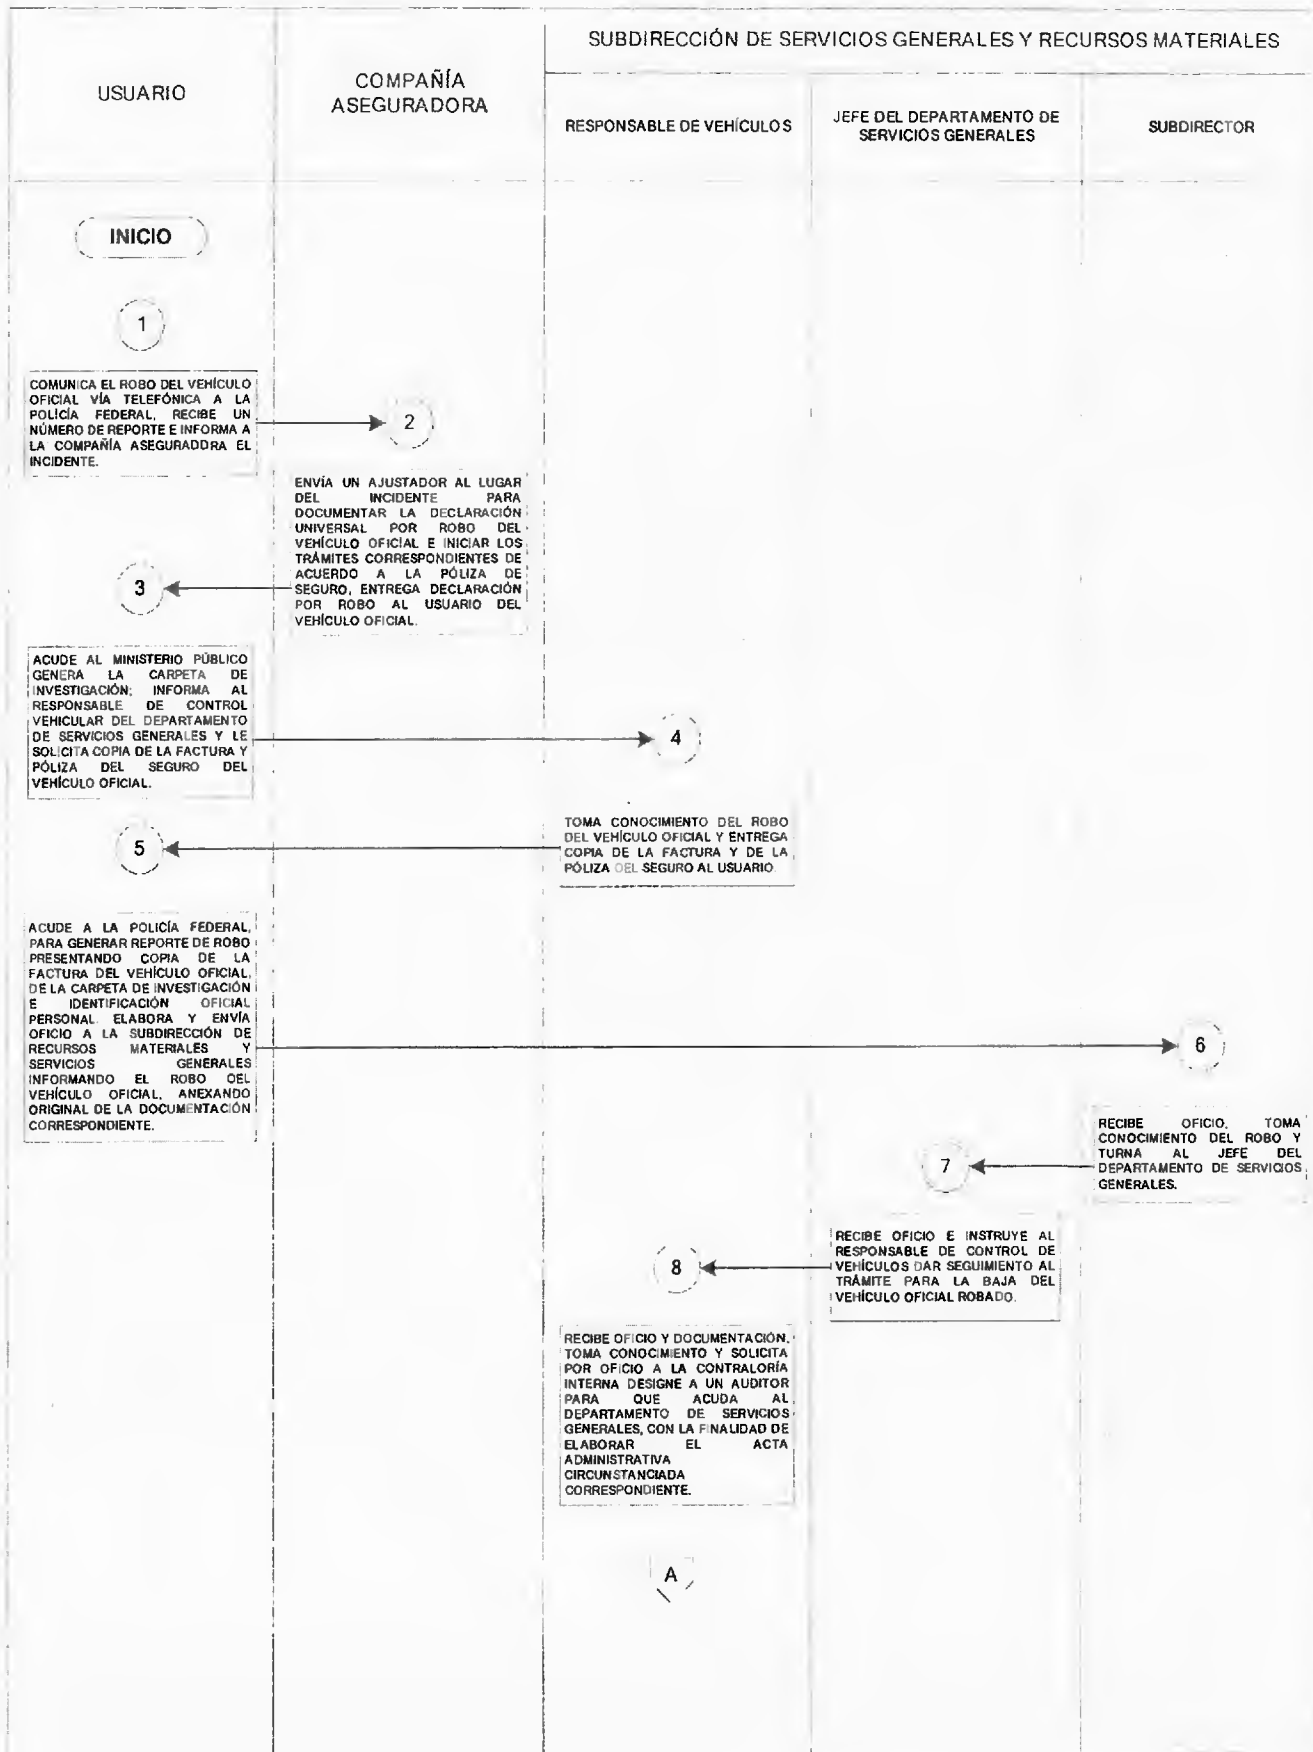 SUBDIRECCIÓN DE SERVICIOS GENERALES Y RECURSOS MATERIALES
USUARIO
COMPAÑÍA
ASEGURADORA
RESPONSABLE DE VEHÍCULOS
JEFE DEL DEPARTAMENTO DE
SERVICIOS GENERALES
SUBDIRECTOR
INICIO
1
COMUNICA EL ROBO DEL VEHÍCULO
OFICIAL VÍA TELEFÓNICA A LA
POLICÍA FEDERAL, RECIBE UN
NÚMERO DE REPORTE E INFORMA A
LA COMPAÑÍA ASEGURADORA EL
INCIDENTE.
2
ENVÍA UN AJUSTADOR AL LUGAR
DEL INCIDENTE PARA
DOCUMENTAR LA DECLARACIÓN
UNIVERSAL POR ROBO DEL
VEHÍCULO OFICIAL E INICIAR LOS
TRÁMITES CORRESPONDIENTES DE
ACUERDO A LA PÓLIZA DE
SEGURO, ENTREGA DECLARACIÓN
POR ROBO AL USUARIO DEL
VEHÍCULO OFICIAL.
3
ACUDE AL MINISTERIO PÚBLICO
GENERA LA CARPETA DE
INVESTIGACIÓN; INFORMA AL
RESPONSABLE DE CONTROL
VEHICULAR DEL DEPARTAMENTO
DE SERVICIOS GENERALES Y LE
SOLICITA COPIA DE LA FACTURA Y
PÓLIZA DEL SEGURO DEL
VEHÍCULO OFICIAL.
4
TOMA CONOCIMIENTO DEL ROBO
DEL VEHÍCULO OFICIAL Y ENTREGA
COPIA DE LA FACTURA Y DE LA
PÓLIZA DEL SEGURO AL USUARIO
5
ACUDE A LA POLICÍA FEDERAL,
PARA GENERAR REPORTE DE ROBO
PRESENTANDO COPIA DE LA
FACTURA DEL VEHÍCULO OFICIAL,
DE LA CARPETA DE INVESTIGACIÓN
E IDENTIFICACIÓN OFICIAL
PERSONAL. ELABORA Y ENVÍA
OFICIO A LA SUBDIRECCIÓN DE
RECURSOS MATERIALES Y
SERVICIOS GENERALES
INFORMANDO EL ROBO DEL
VEHÍCULO OFICIAL, ANEXANDO
ORIGINAL DE LA DOCUMENTACIÓN
CORRESPONDIENTE.
6
RECIBE OFICIO, TOMA
CONOCIMIENTO DEL ROBO Y
TURNA AL JEFE DEL
DEPARTAMENTO DE SERVICIOS
GENERALES.
7
RECIBE OFICIO E INSTRUYE AL
RESPONSABLE DE CONTROL DE
VEHÍCULOS DAR SEGUIMIENTO AL
TRÁMITE PARA LA BAJA DEL
VEHÍCULO OFICIAL ROBADO.
8
RECIBE OFICIO Y DOCUMENTACIÓN,
TOMA CONOCIMIENTO Y SOLICITA
POR OFICIO A LA CONTRALORÍA
INTERNA DESIGNE A UN AUDITOR
PARA QUE ACUDA AL
DEPARTAMENTO DE SERVICIOS
GENERALES, CON LA FINALIDAD DE
ELABORAR EL ACTA
ADMINISTRATIVA
CIRCUNSTANCIADA
CORRESPONDIENTE.
A